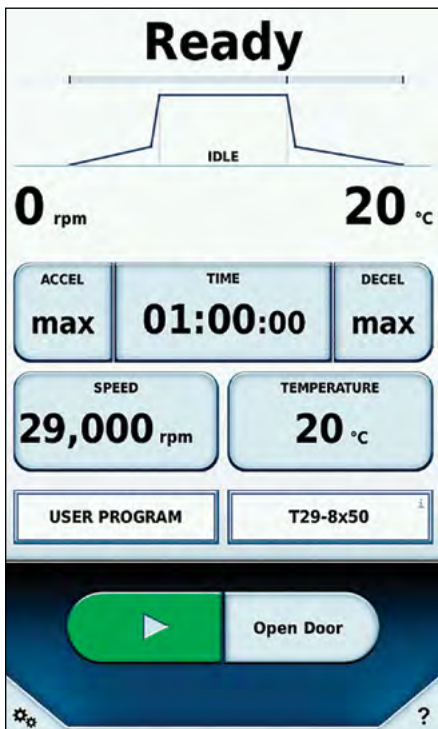 Ready
IDLE
0 rpm 20 °C
ACCEL TIME DECEL
max 01:00:00 max
SPEED TEMPERATURE
29,000 rpm 20 °C
USER PROGRAM T29-8x50 i
Open Door
?